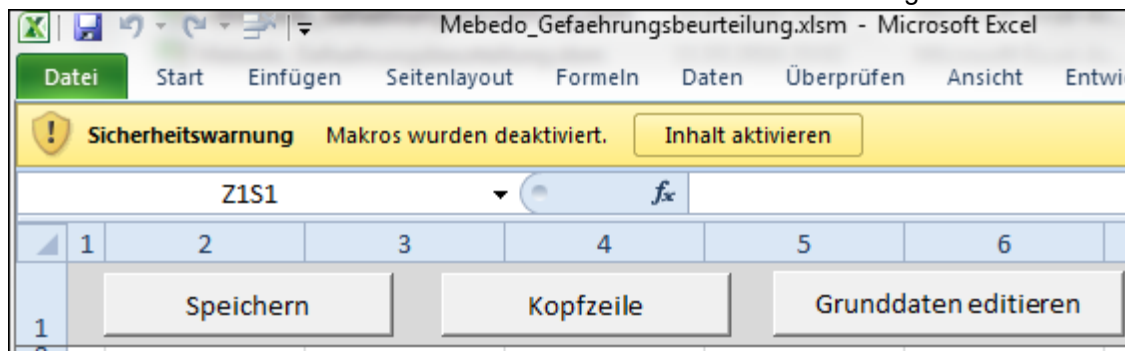 Mebedo_Gefaehrungsbeurteilung.xlsm - Microsoft Excel
Datei Start Einfügen Seitenlayout Formeln Daten Überprüfen Ansicht Entwi
Sicherheitswarnung Makros wurden deaktiviert. Inhalt aktivieren
Z1S1 fx
1 2 3 4 5 6
1 Speichern Kopfzeile Grunddaten editieren